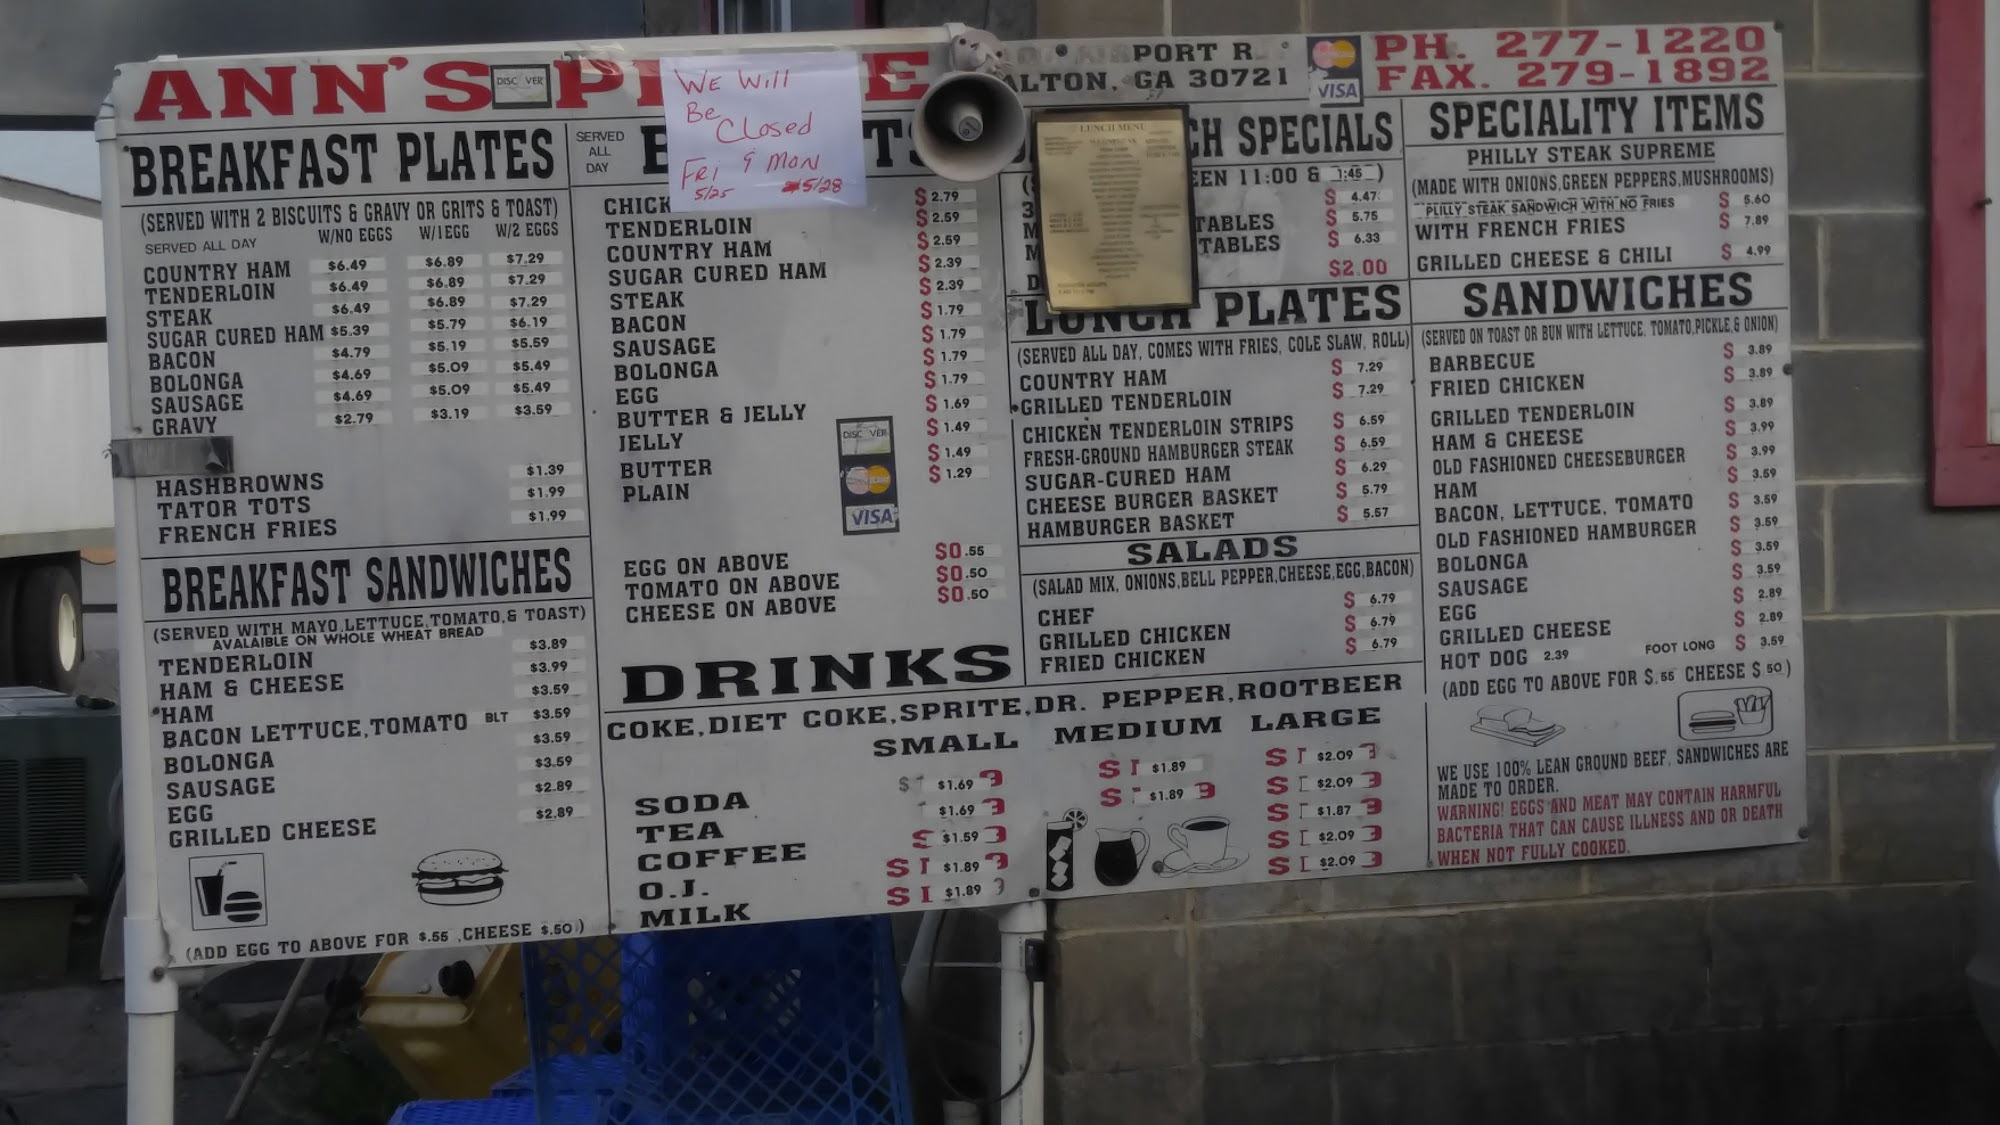 ANN'S
DISCOVER
WE Will
Be
Closed
Fri & Mon
5/25 5/28
PORT
ALTON, GA 30721
VISA
PH. 277-1220
FAX. 279-1892
BREAKFAST PLATES
(SERVED WITH 2 BISCUITS & GRAVY OR GRITS & TOAST)
SERVED ALL DAY W/NO EGGS W/1EGG W/2 EGGS
COUNTRY HAM $6.49 $6.89 $7.29
TENDERLOIN $6.49 $6.89 $7.29
STEAK $6.49 $6.89 $7.29
SUGAR CURED HAM $5.39 $5.79 $6.19
BACON $4.79 $5.19 $5.59
BOLONGA $4.69 $5.09 $5.49
SAUSAGE $4.69 $5.09 $5.49
GRAVY $2.79 $3.19 $3.59
HASHBROWNS $1.39
TATOR TOTS $1.99
FRENCH FRIES $1.99
BREAKFAST SANDWICHES
(SERVED WITH MAYO, LETTUCE, TOMATO, & TOAST)
AVALAIBLE ON WHOLE WHEAT BREAD
TENDERLOIN $3.89
HAM & CHEESE $3.99
HAM $3.59
BACON LETTUCE, TOMATO BLT $3.59
BOLONGA $3.59
SAUSAGE $3.59
EGG $2.89
GRILLED CHEESE $2.89
(ADD EGG TO ABOVE FOR $.55 ,CHEESE $.50)
SERVED
ALL
DAY
CHICK $2.79
TENDERLOIN $2.59
COUNTRY HAM $2.59
SUGAR CURED HAM $2.39
STEAK $2.39
BACON $1.79
SAUSAGE $1.79
BOLONGA $1.79
EGG $1.79
BUTTER & JELLY $1.69
JELLY $1.49
BUTTER $1.49
PLAIN $1.29
DISCOVER
VISA
EGG ON ABOVE $0.55
TOMATO ON ABOVE $0.50
CHEESE ON ABOVE $0.50
DRINKS
COKE, DIET COKE, SPRITE, DR. PEPPER, ROOTBEER
SMALL MEDIUM LARGE
SODA $1.69 $1.89 $2.09
TEA $1.69 $1.89 $2.09
COFFEE $1.59 $1.87
O.J. $1.89 $2.09
MILK $1.89 $2.09
LUNCH MENU
CH SPECIALS
EEN 11:00 & 1:45 )
$ 4.47
TABLES $ 5.75
TABLES $ 6.33
$2.00
LUNCH PLATES
(SERVED ALL DAY, COMES WITH FRIES, COLE SLAW, ROLL)
COUNTRY HAM $ 7.29
GRILLED TENDERLOIN $ 7.29
CHICKEN TENDERLOIN STRIPS $ 6.59
FRESH-GROUND HAMBURGER STEAK $ 6.59
SUGAR-CURED HAM $ 6.29
CHEESE BURGER BASKET $ 5.79
HAMBURGER BASKET $ 5.57
SALADS
(SALAD MIX, ONIONS, BELL PEPPER, CHEESE, EGG, BACON)
CHEF $ 6.79
GRILLED CHICKEN $ 6.79
FRIED CHICKEN $ 6.79
SPECIALITY ITEMS
PHILLY STEAK SUPREME
(MADE WITH ONIONS, GREEN PEPPERS, MUSHROOMS)
PLILLY STEAK SANDWICH WITH NO FRIES $ 5.60
WITH FRENCH FRIES $ 7.89
GRILLED CHEESE & CHILI $ 4.99
SANDWICHES
(SERVED ON TOAST OR BUN WITH LETTUCE, TOMATO, PICKLE, & ONION)
BARBECUE $ 3.89
FRIED CHICKEN $ 3.89
GRILLED TENDERLOIN $ 3.89
HAM & CHEESE $ 3.99
OLD FASHIONED CHEESEBURGER $ 3.99
HAM $ 3.59
BACON, LETTUCE, TOMATO $ 3.59
OLD FASHIONED HAMBURGER $ 3.59
BOLONGA $ 3.59
SAUSAGE $ 3.59
EGG $ 2.89
GRILLED CHEESE $ 2.89
HOT DOG 2.39 FOOT LONG $ 3.59
(ADD EGG TO ABOVE FOR $.55 CHEESE $.50)
WE USE 100% LEAN GROUND BEEF, SANDWICHES ARE
MADE TO ORDER.
WARNING! EGGS AND MEAT MAY CONTAIN HARMFUL
BACTERIA THAT CAN CAUSE ILLNESS AND OR DEATH
WHEN NOT FULLY COOKED.